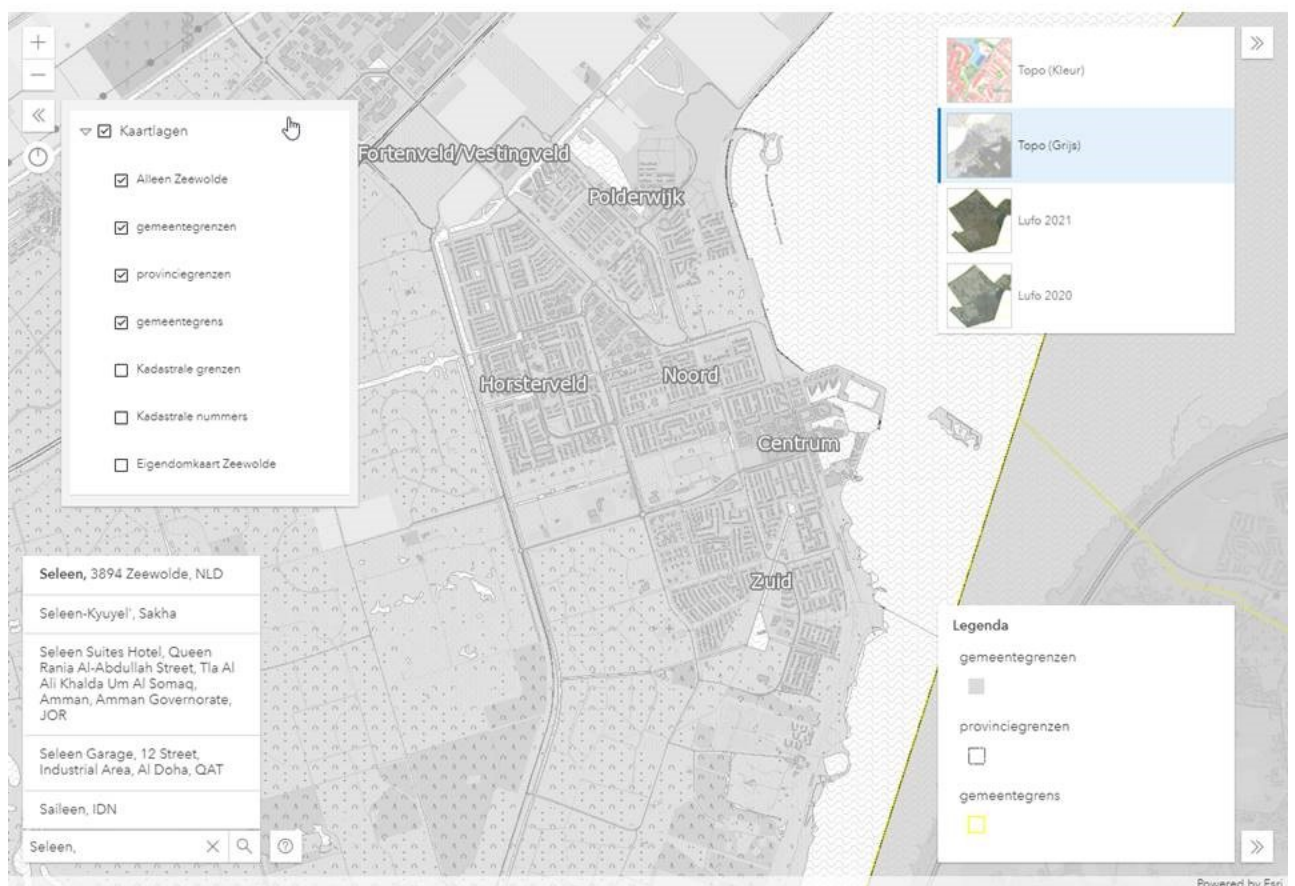 Kaartlagen
Alleen Zeewolde
gemeentegrenzen
provinciegrenzen
gemeentegrens
Kadastrale grenzen
Kadastrale nummers
Eigendomkaart Zeewolde
Fortenveld/Vestingveld
Polderwijk
Horsterveld
Noord
Centrum
Zuid
Topo (Kleur)
Topo (Grijs)
Lufo 2021
Lufo 2020
Seleen, 3894 Zeewolde, NLD
Seleen-Kyuyel', Sakha
Seleen Suites Hotel, Queen
Rania Al-Abdullah Street, Tla Al
Ali Khalda Um Al Somaq,
Amman, Amman Governorate,
JOR
Seleen Garage, 12 Street,
Industrial Area, Al Doha, QAT
Saileen, IDN
Seleen,
Legenda
gemeentegrenzen
provinciegrenzen
gemeentegrens
Powered by Esri